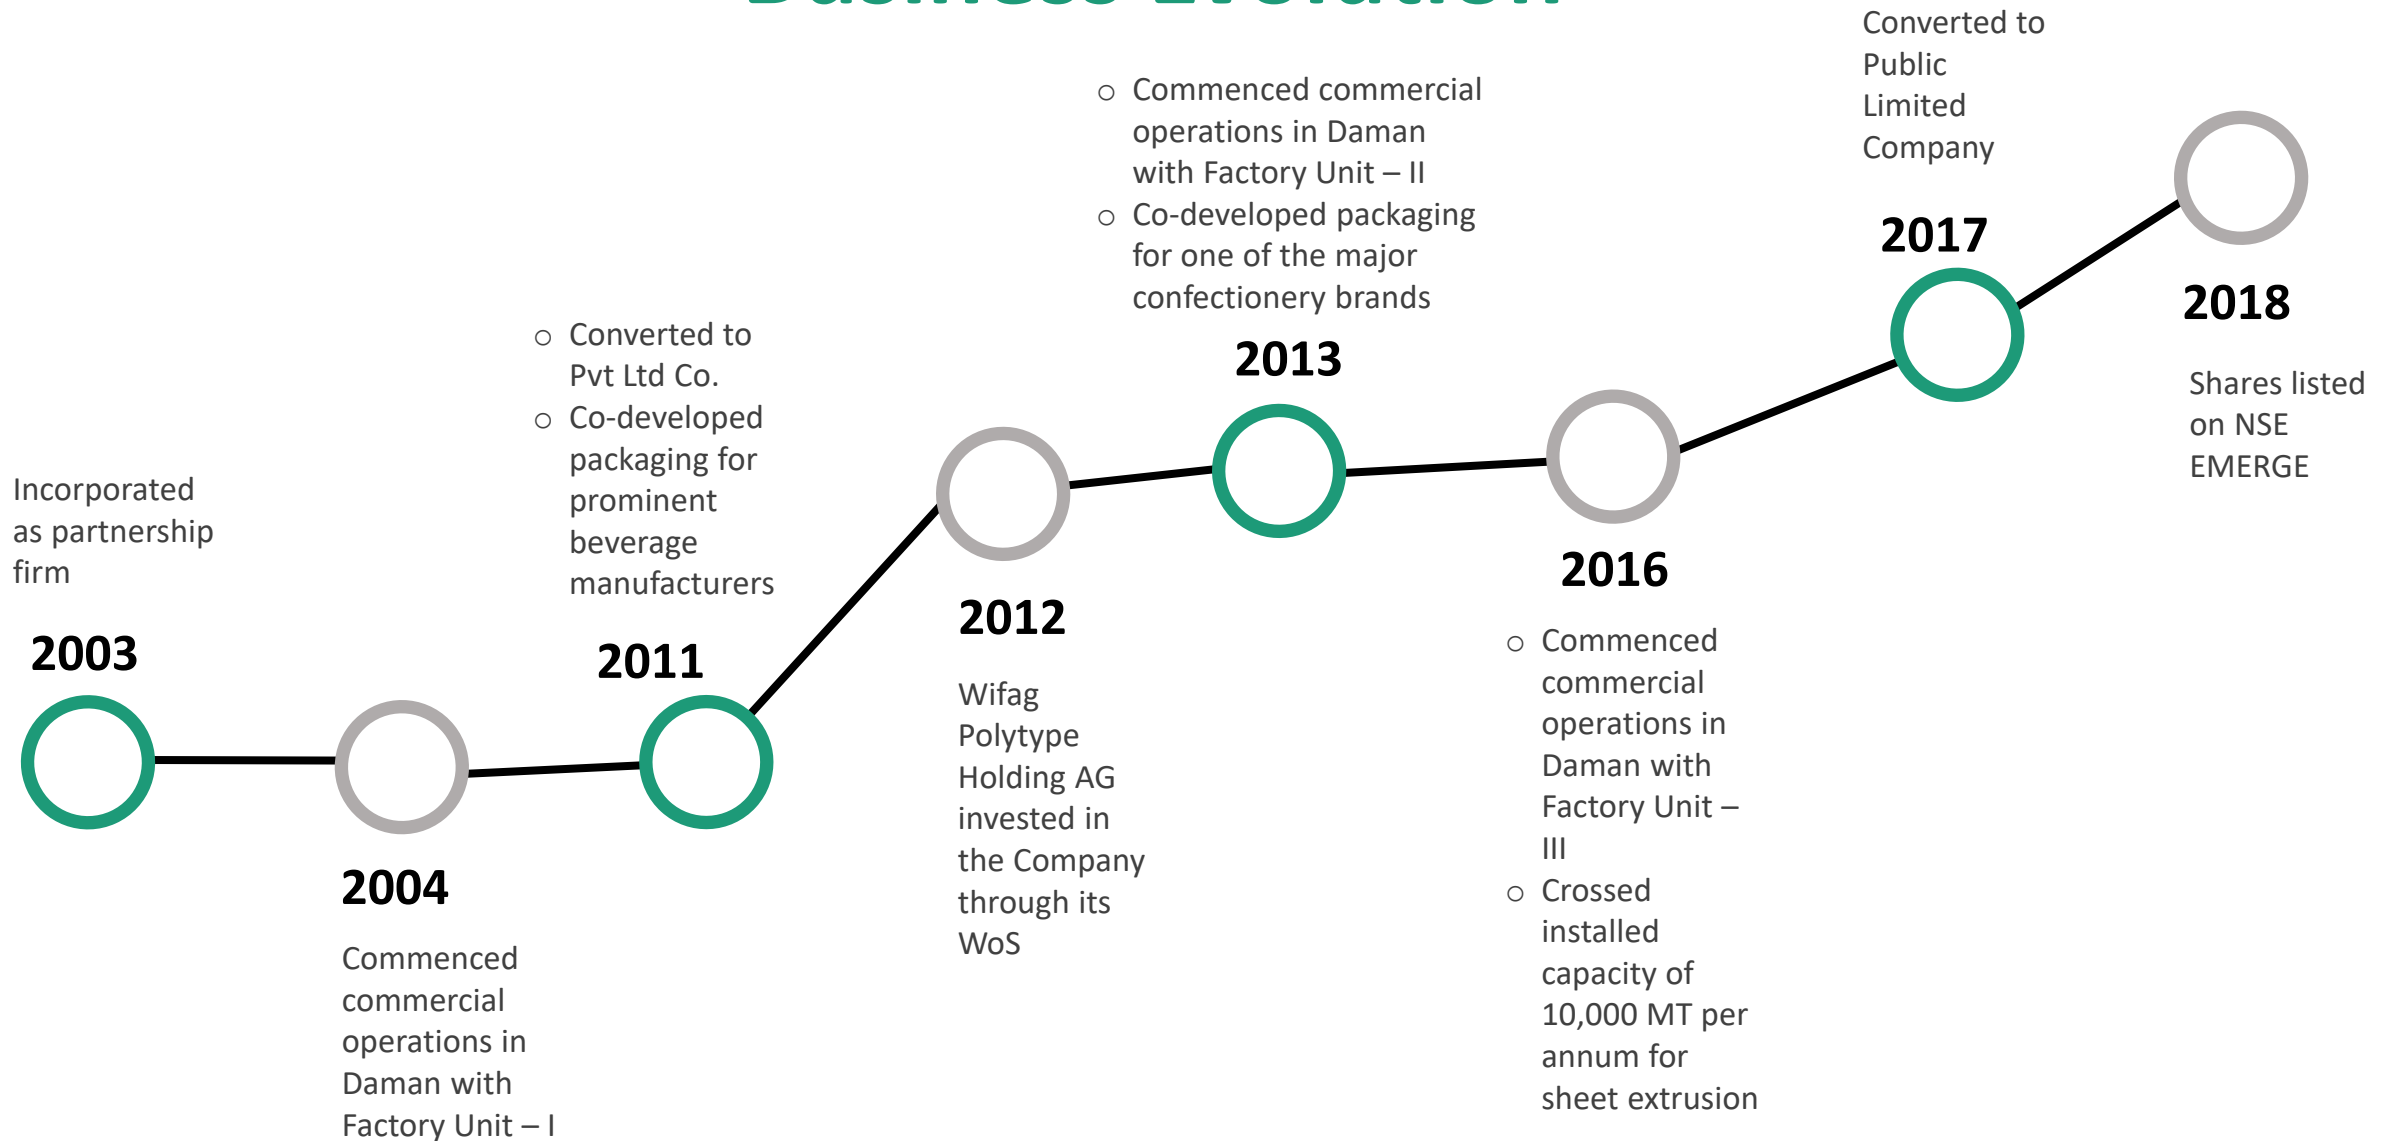 Business Evolution
Incorporated
as partnership
firm
2003
2004
Commenced
commercial
operations in
Daman with
Factory Unit – I
○ Converted to
Pvt Ltd Co.
○ Co-developed
packaging for
prominent
beverage
manufacturers
2011
2012
Wifag
Polytype
Holding AG
invested in
the Company
through its
WoS
○ Commenced commercial
operations in Daman
with Factory Unit – II
○ Co-developed packaging
for one of the major
confectionery brands
2013
2016
○ Commenced
commercial
operations in
Daman with
Factory Unit –
III
○ Crossed
installed
capacity of
10,000 MT per
annum for
sheet extrusion
Converted to
Public
Limited
Company
2017
2018
Shares listed
on NSE
EMERGE